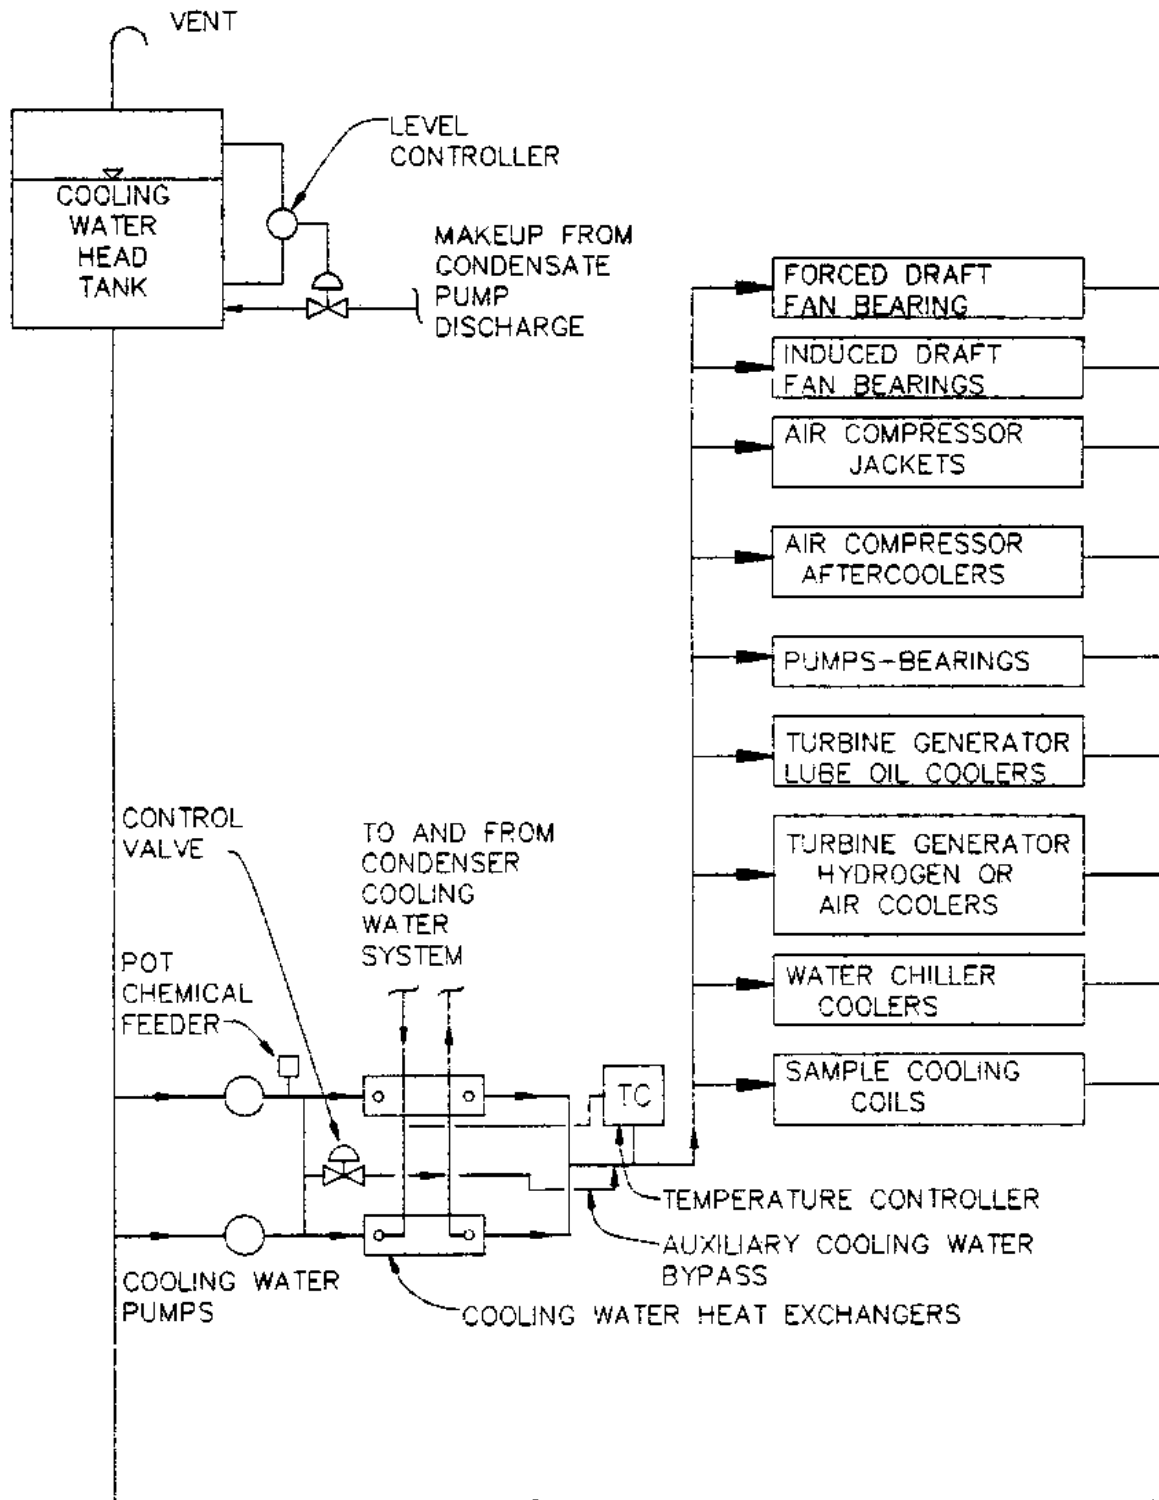 VENT
LEVEL
CONTROLLER
COOLING
WATER
HEAD
TANK
MAKEUP FROM
CONDENSATE
PUMP
DISCHARGE
FORCED DRAFT
FAN BEARING
INDUCED DRAFT
FAN BEARINGS
AIR COMPRESSOR
JACKETS
AIR COMPRESSOR
AFTERCOOLERS
PUMPS-BEARINGS
TURBINE GENERATOR
LUBE OIL COOLERS
TURBINE GENERATOR
HYDROGEN OR
AIR COOLERS
WATER CHILLER
COOLERS
SAMPLE COOLING
COILS
CONTROL
VALVE
TO AND FROM
CONDENSER
COOLING
WATER
SYSTEM
POT
CHEMICAL
FEEDER
TC
TEMPERATURE CONTROLLER
AUXILIARY COOLING WATER
BYPASS
COOLING WATER
PUMPS
COOLING WATER HEAT EXCHANGERS